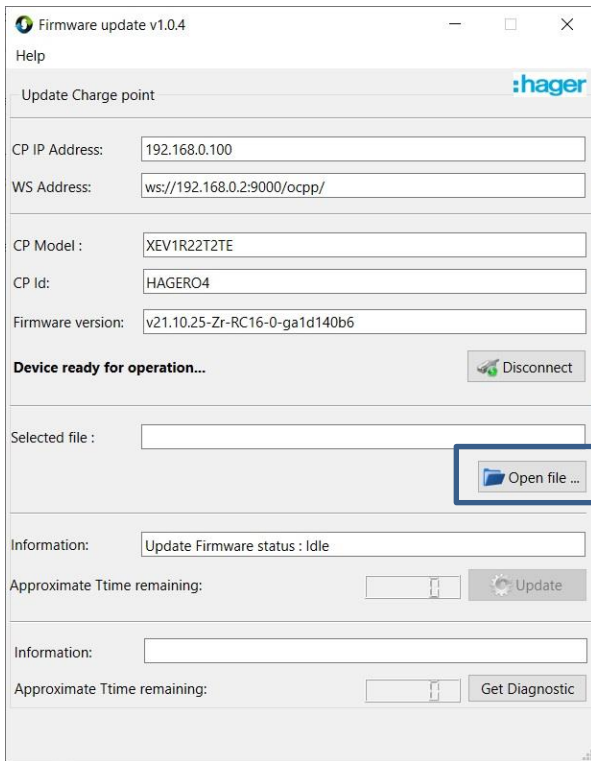 Firmware update v1.0.4
Help
:hager
Update Charge point
CP IP Address: 192.168.0.100
WS Address: ws://192.168.0.2:9000/ocpp/
CP Model : XEV1R22T2TE
CP Id: HAGERO4
Firmware version: v21.10.25-Zr-RC16-0-ga1d140b6
Device ready for operation... Disconnect
Selected file :
Open file ...
Information: Update Firmware status : Idle
Approximate Ttime remaining: 0 Update
Information:
Approximate Ttime remaining: 0 Get Diagnostic